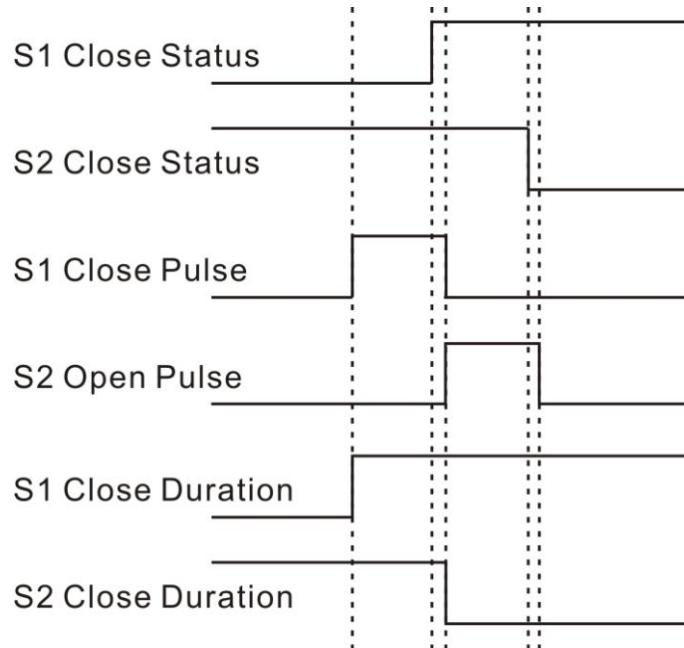 S1 Close Status
S2 Close Status
S1 Close Pulse
S2 Open Pulse
S1 Close Duration
S2 Close Duration